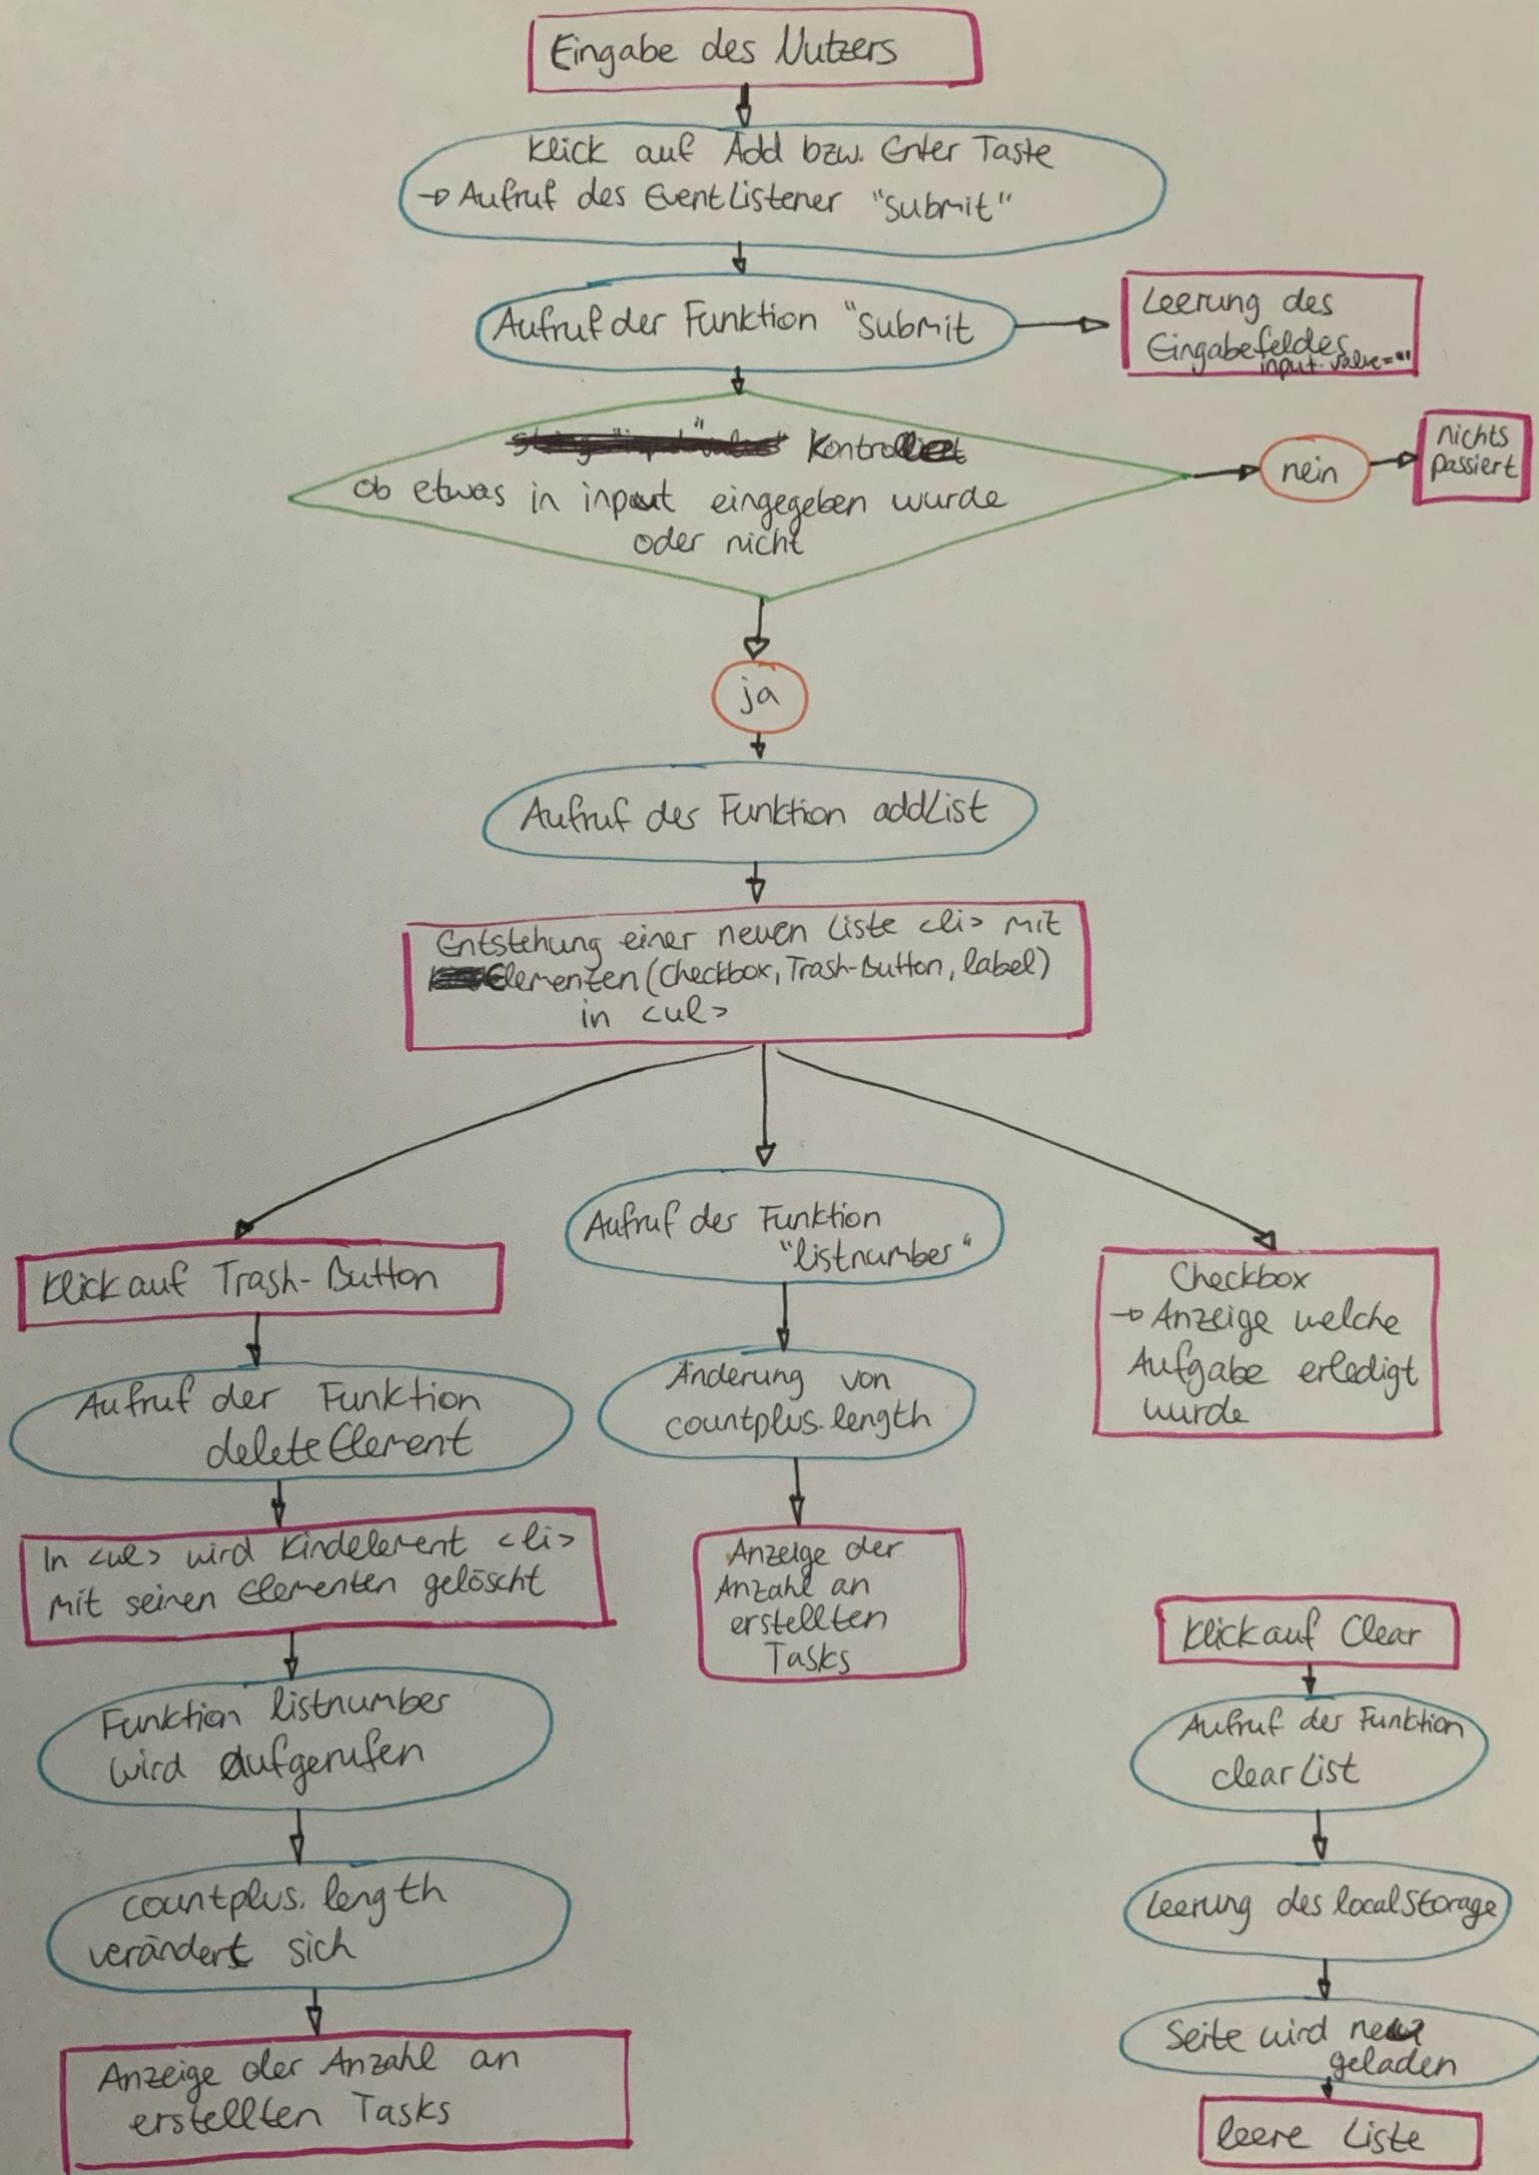 Eingabe des Nutzers
Klick auf Add bzw. Enter Taste
→ Aufruf des EventListener "submit"
Aufruf der Funktion "submit
Leerung des
Eingabefeldes
input.value=""
Kontrolliert
ob etwas in input eingegeben wurde
oder nicht
nein
nichts
passiert
ja
Aufruf der Funktion addList
Entstehung einer neuen Liste <li> mit
Elementen (Checkbox, Trash-Button, label)
in <ul>
Klick auf Trash-Button
Aufruf der Funktion
deleteElement
In <ul> wird Kindelement <li>
mit seinen Elementen gelöscht
Funktion listnumber
wird aufgerufen
countplus.length
verändert sich
Anzeige der Anzahl an
erstellten Tasks
Aufruf der Funktion
"listnumber"
Änderung von
countplus.length
Anzeige der
Anzahl an
erstellten
Tasks
Checkbox
→ Anzeige welche
Aufgabe erledigt
wurde
Klick auf Clear
Aufruf der Funktion
clearList
Leerung des localStorage
Seite wird neu
geladen
leere Liste